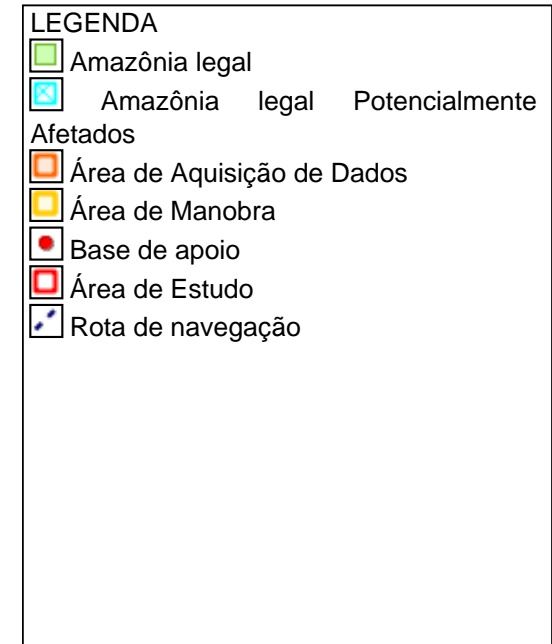 LEGENDA
Amazônia legal
Amazônia legal Potencialmente
Afetados
Área de Aquisição de Dados
Área de Manobra
Base de apoio
Área de Estudo
Rota de navegação